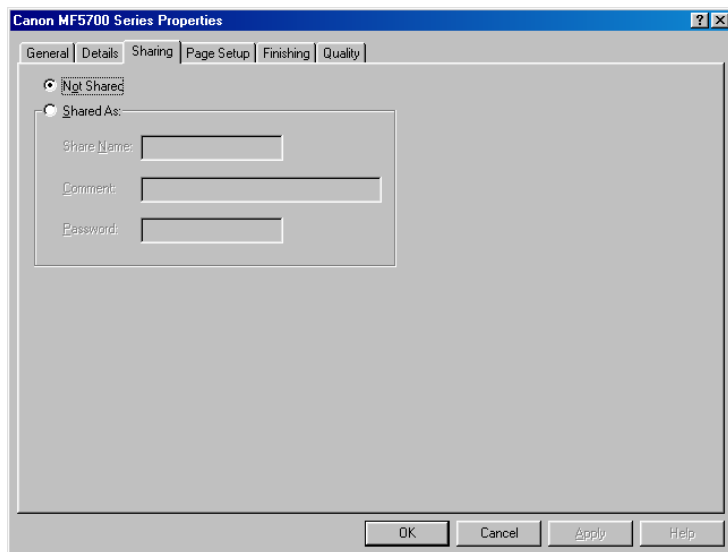 Canon MF5700 Series Properties
General Details Sharing Page Setup Finishing Quality
Not Shared
Shared As:
Share Name:
Comment:
Password:
OK Cancel Apply Help